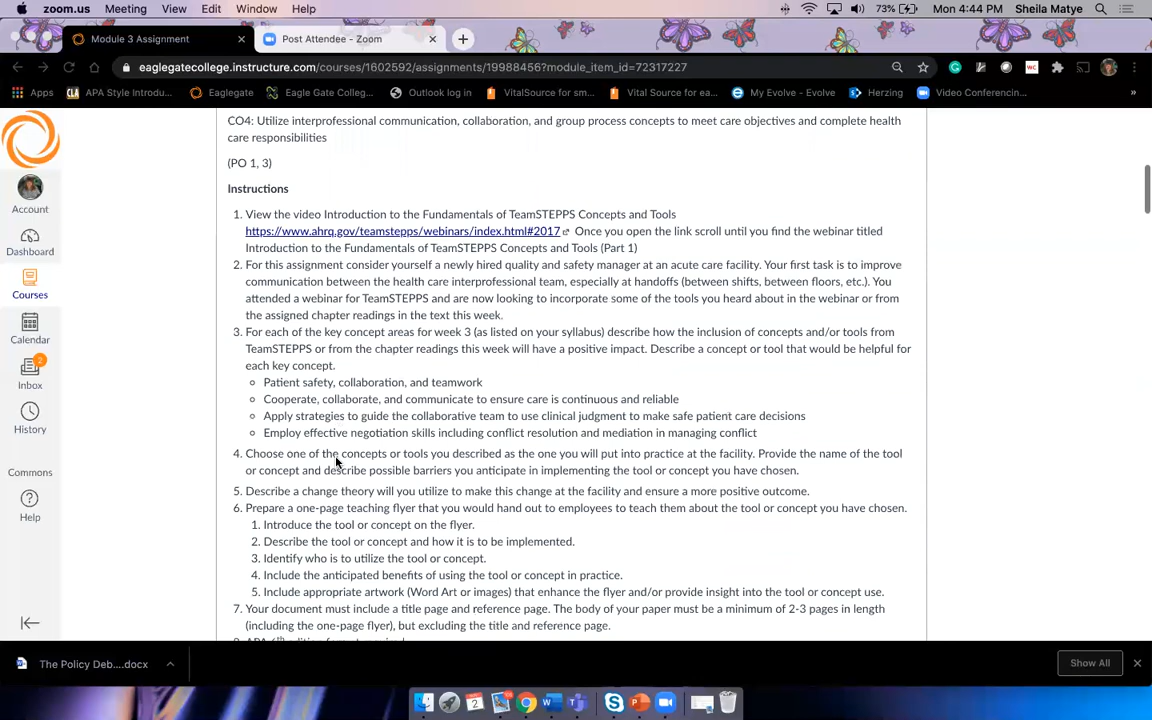 zoom.us Meeting View Edit Window Help 73% Mon 4:44 PM Sheila Matye
Module 3 Assignment Post Attendee - Zoom
eaglegatecollege.instructure.com/courses/1602592/assignments/19988456?module_item_id=72317227
Apps APA Style Introdu... Eaglegate Eagle Gate Colleg... Outlook log in VitalSource for sm... Vital Source for ea... My Evolve - Evolve Herzing Video Conferencin...
CO4: Utilize interprofessional communication, collaboration, and group process concepts to meet care objectives and complete health
care responsibilities
(PO 1, 3)
Instructions
1. View the video Introduction to the Fundamentals of TeamSTEPPS Concepts and Tools
https://www.ahrq.gov/teamstepps/webinars/index.html#2017 Once you open the link scroll until you find the webinar titled
Introduction to the Fundamentals of TeamSTEPPS Concepts and Tools (Part 1)
2. For this assignment consider yourself a newly hired quality and safety manager at an acute care facility. Your first task is to improve
communication between the health care interprofessional team, especially at handoffs (between shifts, between floors, etc.). You
attended a webinar for TeamSTEPPS and are now looking to incorporate some of the tools you heard about in the webinar or from
the assigned chapter readings in the text this week.
3. For each of the key concept areas for week 3 (as listed on your syllabus) describe how the inclusion of concepts and/or tools from
TeamSTEPPS or from the chapter readings this week will have a positive impact. Describe a concept or tool that would be helpful for
each key concept.
Patient safety, collaboration, and teamwork
Cooperate, collaborate, and communicate to ensure care is continuous and reliable
Apply strategies to guide the collaborative team to use clinical judgment to make safe patient care decisions
Employ effective negotiation skills including conflict resolution and mediation in managing conflict
4. Choose one of the concepts or tools you described as the one you will put into practice at the facility. Provide the name of the tool
or concept and describe possible barriers you anticipate in implementing the tool or concept you have chosen.
5. Describe a change theory will you utilize to make this change at the facility and ensure a more positive outcome.
6. Prepare a one-page teaching flyer that you would hand out to employees to teach them about the tool or concept you have chosen.
1. Introduce the tool or concept on the flyer.
2. Describe the tool or concept and how it is to be implemented.
3. Identify who is to utilize the tool or concept.
4. Include the anticipated benefits of using the tool or concept in practice.
5. Include appropriate artwork (Word Art or images) that enhance the flyer and/or provide insight into the tool or concept use.
7. Your document must include a title page and reference page. The body of your paper must be a minimum of 2-3 pages in length
(including the one-page flyer), but excluding the title and reference page.
Account
Dashboard
Courses
Calendar
2
Inbox
History
Commons
Help
The Policy Deb....docx Show All